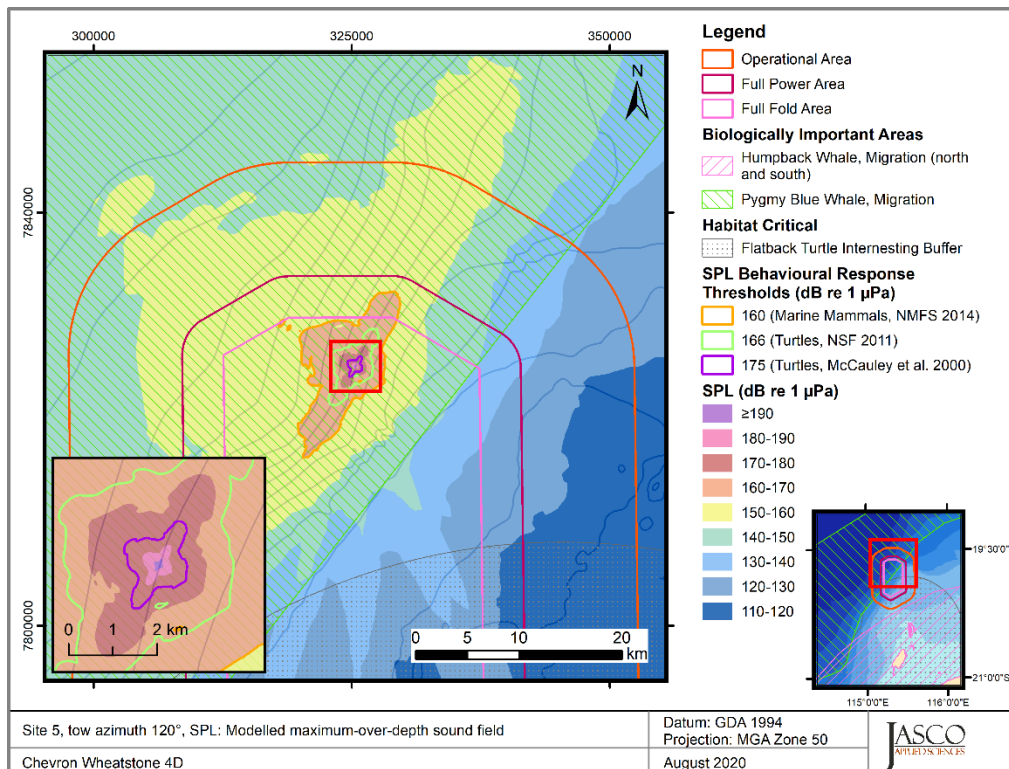 300000
325000
350000
7840000
7800000
N
0 1 2 km
0 5 10 20
km
Legend
Operational Area
Full Power Area
Full Fold Area
Biologically Important Areas
Humpback Whale, Migration (north
and south)
Pygmy Blue Whale, Migration
Habitat Critical
Flatback Turtle Internesting Buffer
SPL Behavioural Response
Thresholds (dB re 1 µPa)
160 (Marine Mammals, NMFS 2014)
166 (Turtles, NSF 2011)
175 (Turtles, McCauley et al. 2000)
SPL (dB re 1 µPa)
≥190
180-190
170-180
160-170
150-160
140-150
130-140
120-130
110-120
19°30'0"S
21°0'0"S
115°0'0"E
116°0'0"E
Site 5, tow azimuth 120°, SPL: Modelled maximum-over-depth sound field
Chevron Wheatstone 4D
Datum: GDA 1994
Projection: MGA Zone 50
August 2020
JASCO
APPLIED SCIENCES